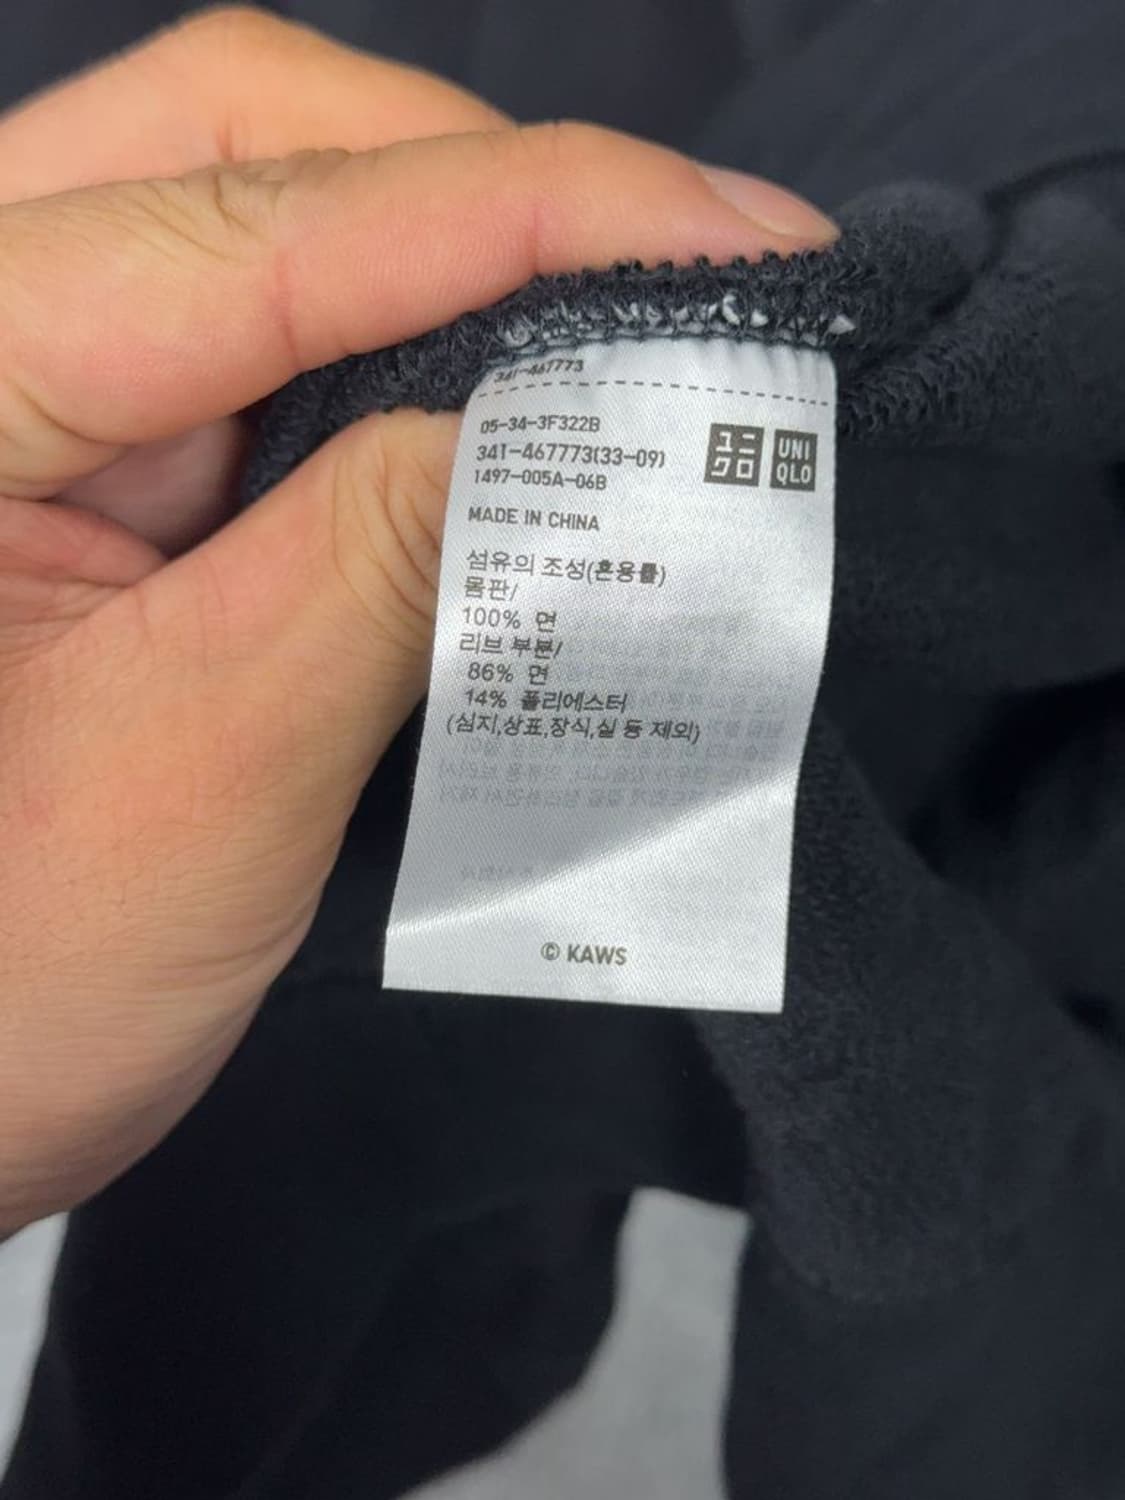 341-467773
05-34-3F322B
341-467773(33-09)
1497-005A-06B
ユニ
クロ
UNI
QLO
MADE IN CHINA
섬유의 조성(혼용률)
몸판/
100% 면
리브 부분/
86% 면
14% 폴리에스터
(심지,상표,장식,실 등 제외)
© KAWS